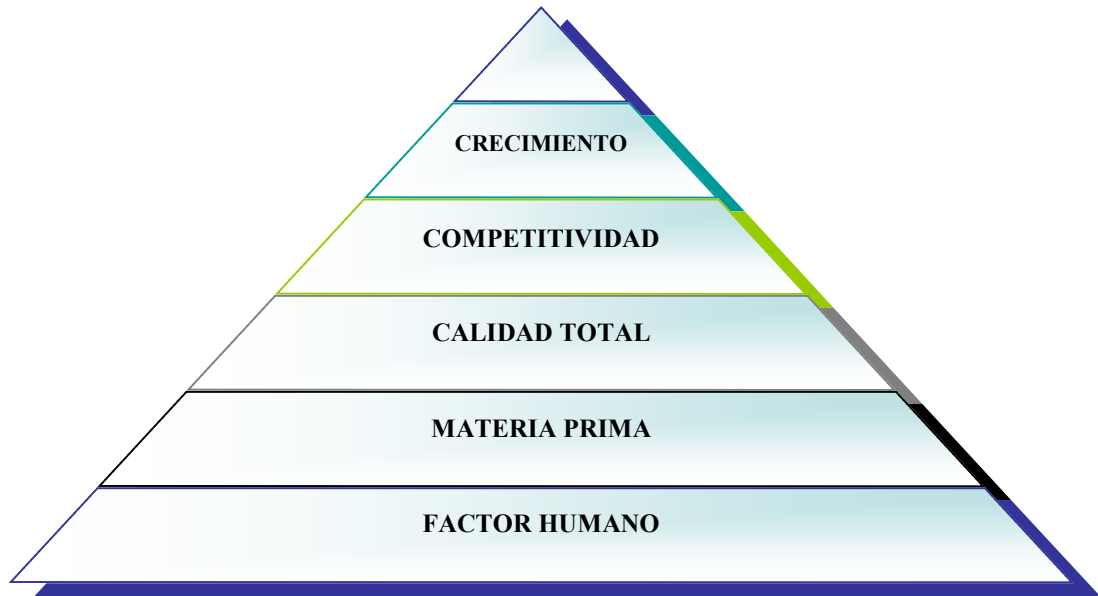 CRECIMIENTO
COMPETITIVIDAD
CALIDAD TOTAL
MATERIA PRIMA
FACTOR HUMANO